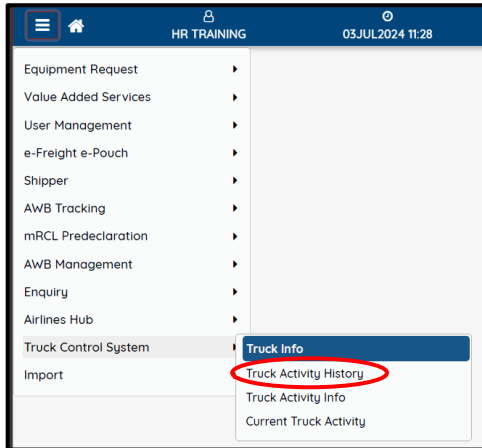 HR TRAINING
03JUL2024 11:28
Equipment Request
Value Added Services
User Management
e-Freight e-Pouch
Shipper
AWB Tracking
mRCL Predeclaration
AWB Management
Enquiry
Airlines Hub
Truck Control System
Import
Truck Info
Truck Activity History
Truck Activity Info
Current Truck Activity